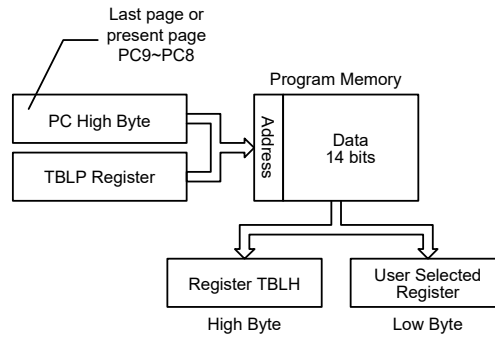 Last page or
present page
PC9~PC8
Program Memory
PC High Byte
TBLP Register
Address
Data
14 bits
Register TBLH
User Selected
Register
High Byte
Low Byte